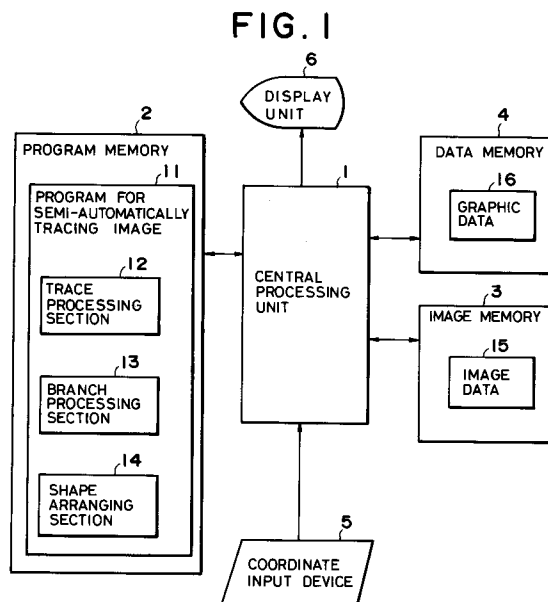 FIG. 1
6
DISPLAY
UNIT
2
PROGRAM MEMORY
11
PROGRAM FOR
SEMI-AUTOMATICALLY
TRACING IMAGE
12
TRACE
PROCESSING
SECTION
13
BRANCH
PROCESSING
SECTION
14
SHAPE
ARRANGING
SECTION
1
CENTRAL
PROCESSING
UNIT
4
DATA MEMORY
16
GRAPHIC
DATA
3
IMAGE MEMORY
15
IMAGE
DATA
5
COORDINATE
INPUT DEVICE